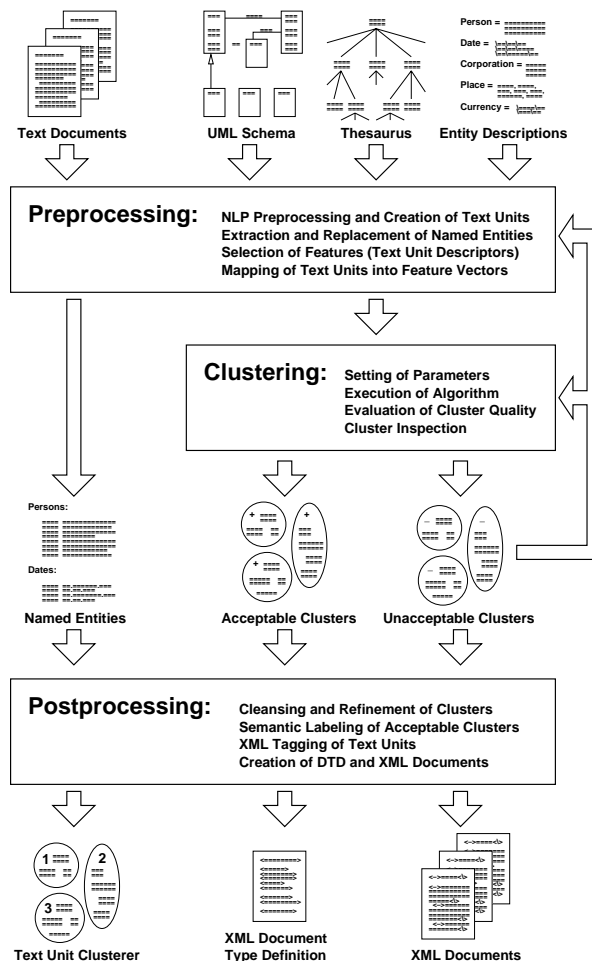 Person =
Date =
Corporation =
Place =
Currency =
Text Documents
UML Schema
Thesaurus
Entity Descriptions
Preprocessing:
NLP Preprocessing and Creation of Text Units
Extraction and Replacement of Named Entities
Selection of Features (Text Unit Descriptors)
Mapping of Text Units into Feature Vectors
Clustering:
Setting of Parameters
Execution of Algorithm
Evaluation of Cluster Quality
Cluster Inspection
Persons:
Dates:
Named Entities
Acceptable Clusters
Unacceptable Clusters
Postprocessing:
Cleansing and Refinement of Clusters
Semantic Labeling of Acceptable Clusters
XML Tagging of Text Units
Creation of DTD and XML Documents
1
2
3
Text Unit Clusterer
XML Document
Type Definition
XML Documents